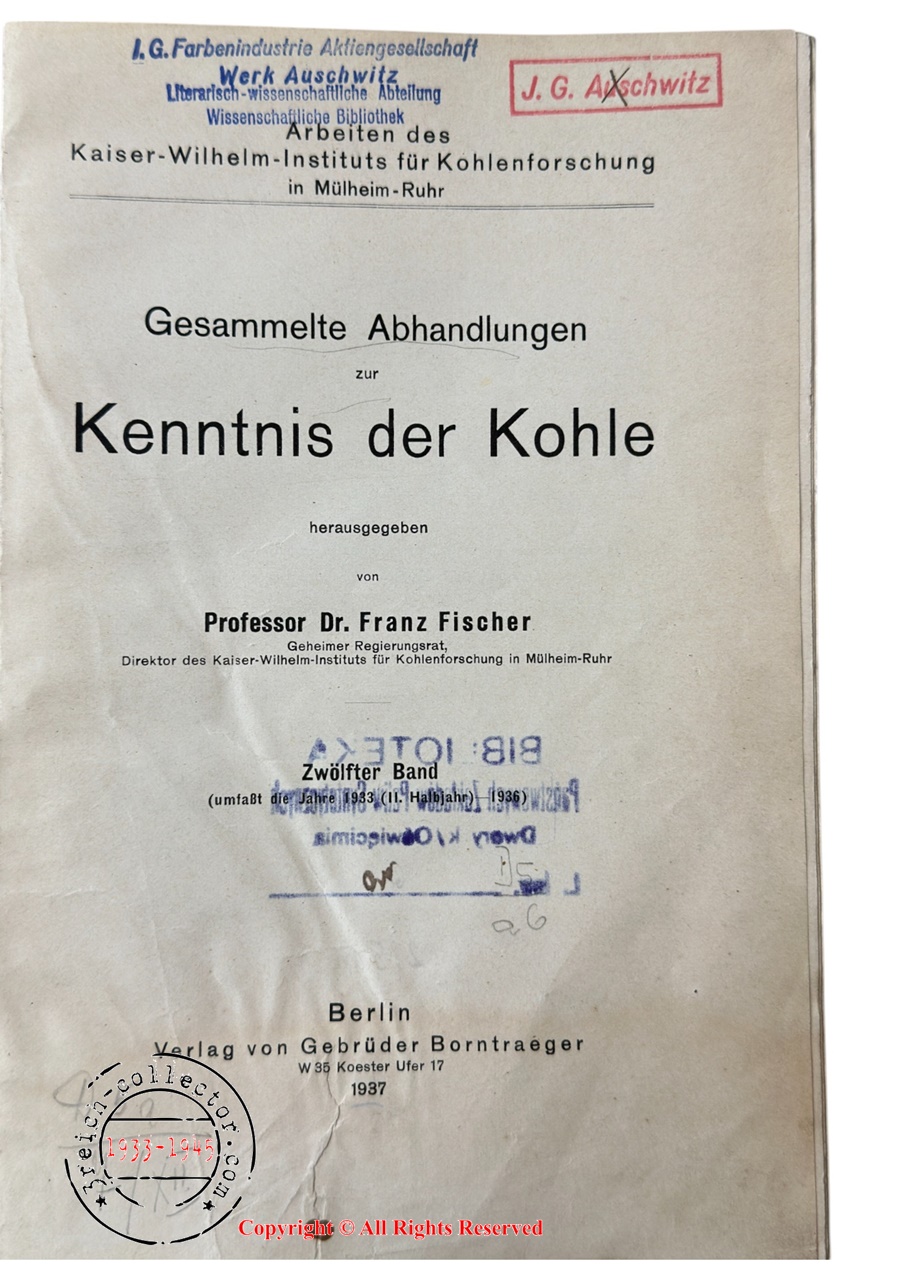 I. G. Farbenindustrie Aktiengesellschaft
Werk Auschwitz
Literarisch-wissenschaftliche Abteilung
Wissenschaftliche Bibliothek
J. G. Auschwitz
Arbeiten des
Kaiser-Wilhelm-Instituts für Kohlenforschung
in Mülheim-Ruhr
Gesammelte Abhandlungen
zur
Kenntnis der Kohle
herausgegeben
von
Professor Dr. Franz Fischer
Geheimer Regierungsrat,
Direktor des Kaiser-Wilhelm-Instituts für Kohlenforschung in Mülheim-Ruhr
BIBLIOTEKA
Zwölfter Band
(umfaßt die Jahre 1933 (II. Halbjahr)—1936)
Dwory k/Oświęcimia
Berlin
Verlag von Gebrüder Borntraeger
W 35 Koester Ufer 17
1937
3reich-collector.com
1933-1945
Copyright © All Rights Reserved